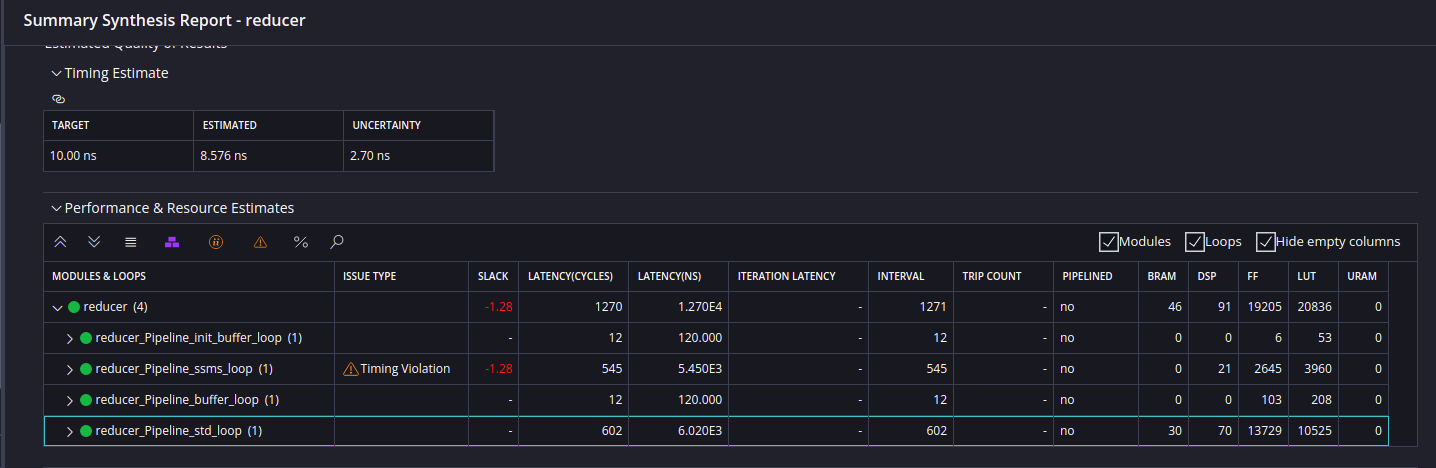 Summary Synthesis Report - reducer
Estimated Quality of Results
Timing Estimate
TARGET ESTIMATED UNCERTAINTY
10.00 ns 8.576 ns 2.70 ns
Performance & Resource Estimates
Modules Loops Hide empty columns
MODULES & LOOPS ISSUE TYPE SLACK LATENCY(CYCLES) LATENCY(NS) ITERATION LATENCY INTERVAL TRIP COUNT PIPELINED BRAM DSP FF LUT URAM
reducer (4) -1.28 1270 1.270E4 - 1271 - no 46 91 19205 20836 0
reducer_Pipeline_init_buffer_loop (1) - 12 120.000 - 12 - no 0 0 6 53 0
reducer_Pipeline_ssms_loop (1) Timing Violation -1.28 545 5.450E3 - 545 - no 0 21 2645 3960 0
reducer_Pipeline_buffer_loop (1) - 12 120.000 - 12 - no 0 0 103 208 0
reducer_Pipeline_std_loop (1) - 602 6.020E3 - 602 - no 30 70 13729 10525 0